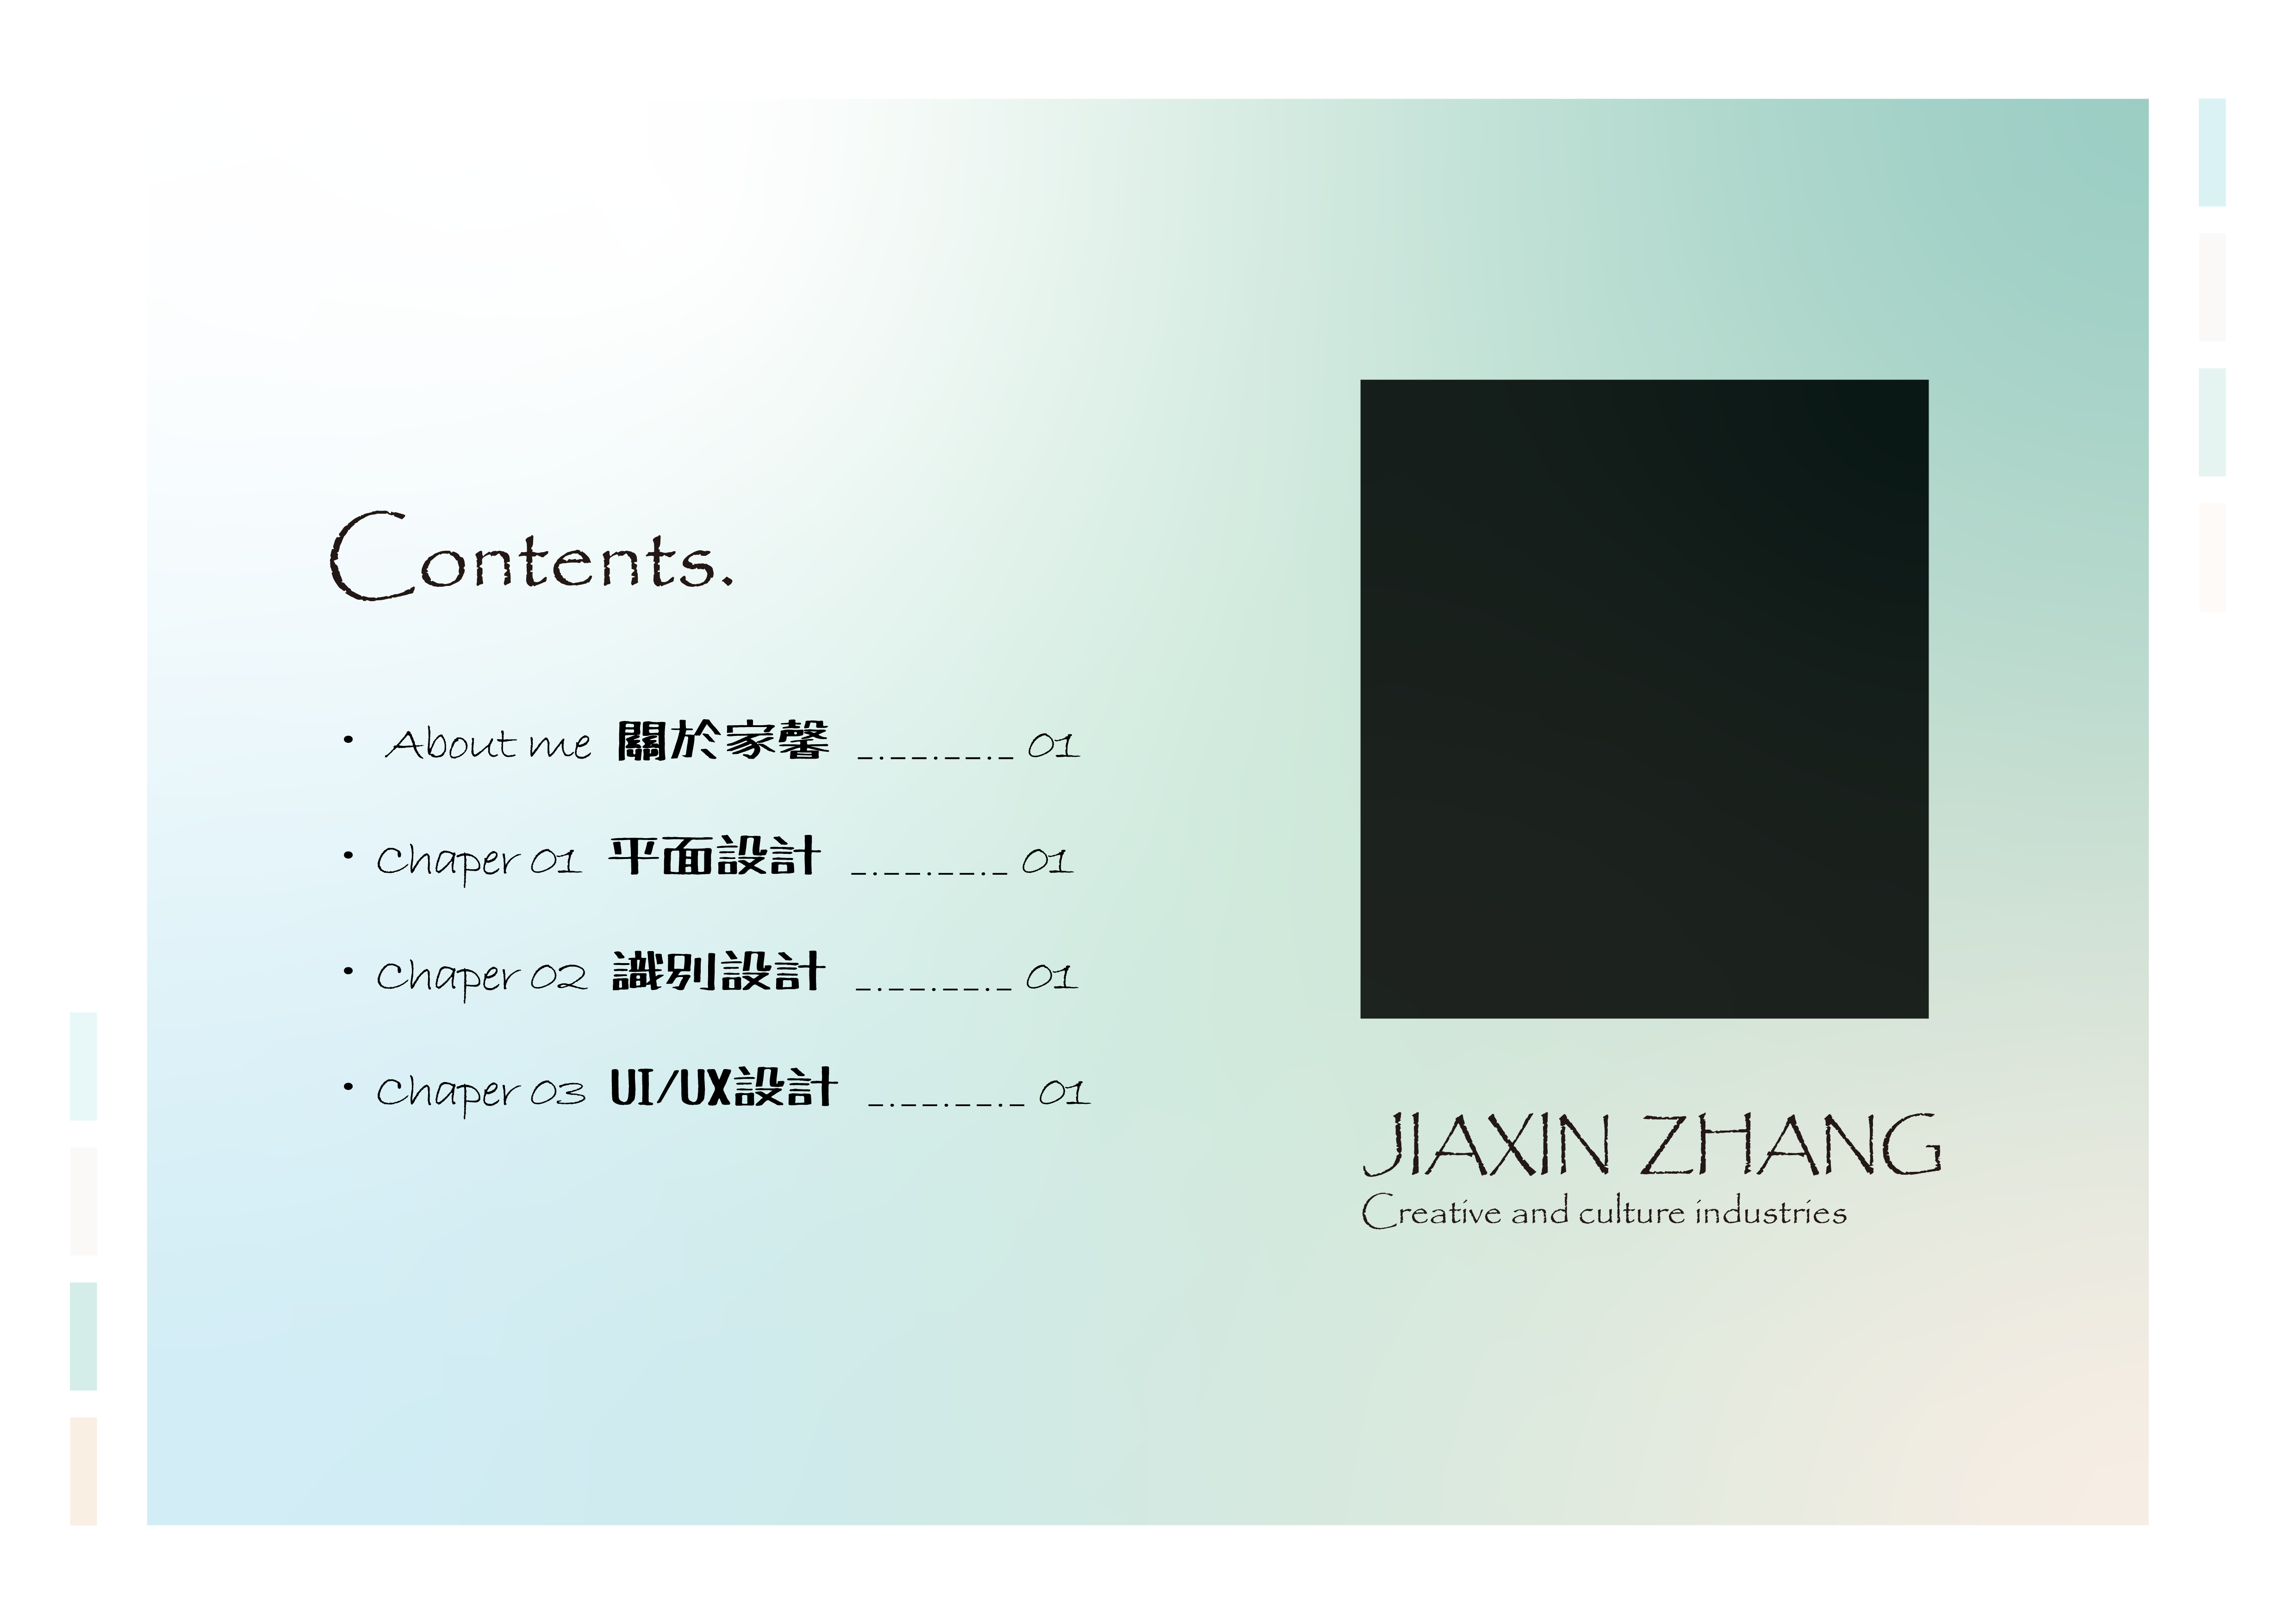 Contents.
• About me 關於家馨 _._ _._ _._ 01
• Chaper 01 平面設計 _._ _._ _._ 01
• Chaper 02 識別設計 _._ _._ _._ 01
• Chaper 03 UI/UX設計 _._ _._ _._ 01
JIAXIN ZHANG
Creative and culture industries